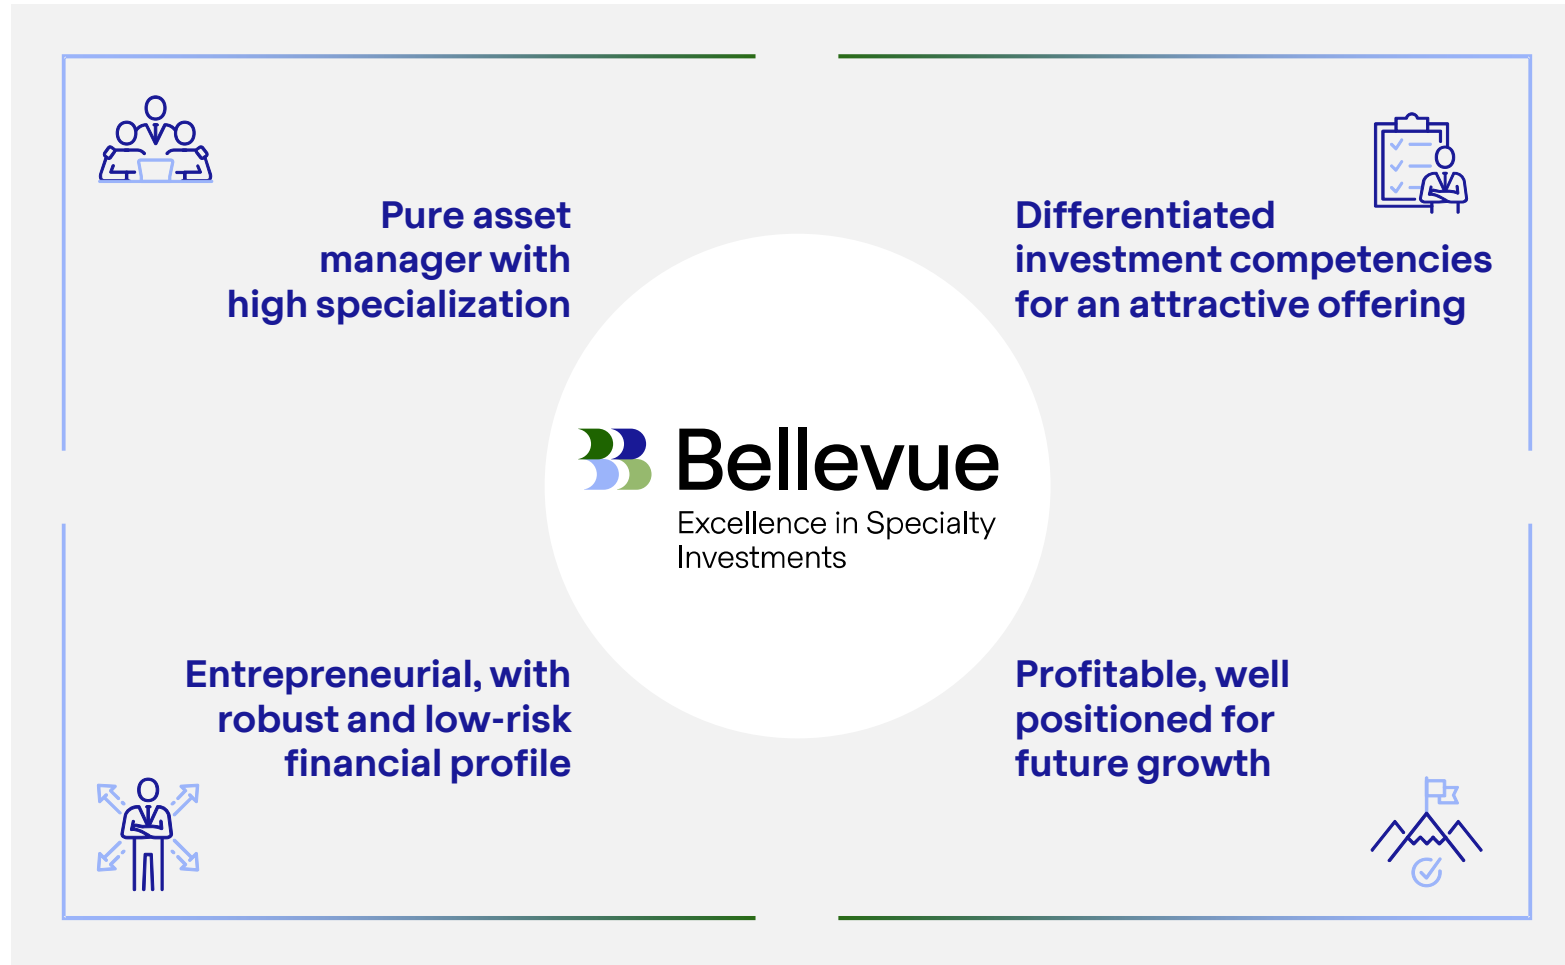 Pure asset
manager with
high specialization
Differentiated
investment competencies
for an attractive offering
Bellevue
Excellence in Specialty
Investments
Entrepreneurial, with
robust and low-risk
financial profile
Profitable, well
positioned for
future growth